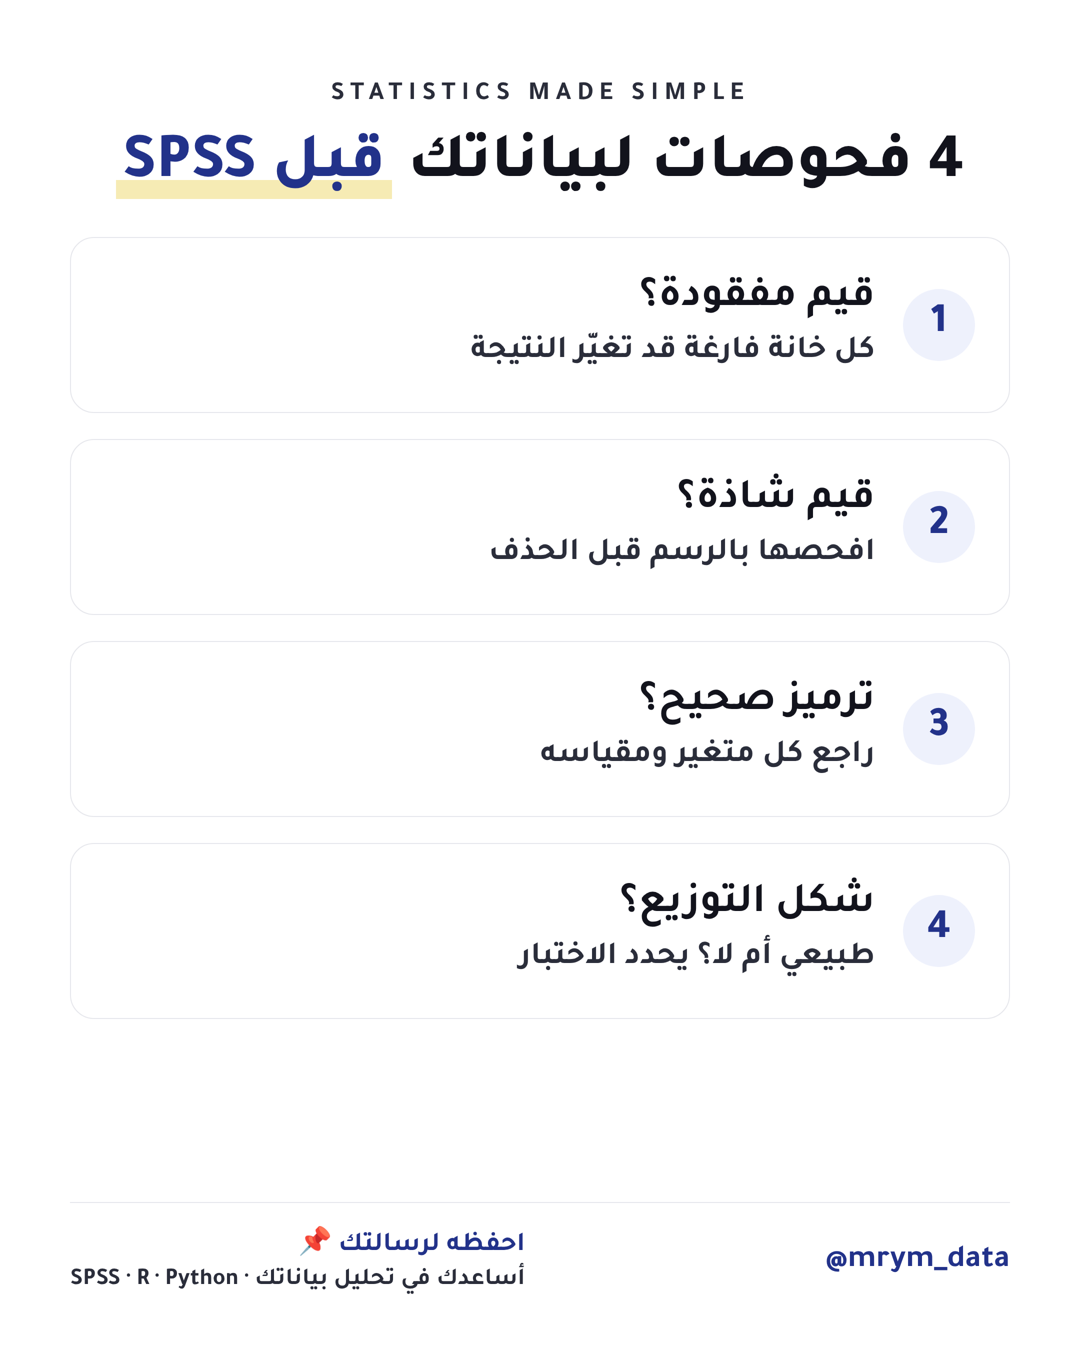 STATISTICS MADE SIMPLE
4 فحوصات لبياناتك قبل SPSS
1
قيم مفقودة؟
كل خانة فارغة قد تغيّر النتيجة
2
قيم شاذة؟
افحصها بالرسم قبل الحذف
3
ترميز صحيح؟
راجع كل متغير ومقياسه
4
شكل التوزيع؟
طبيعي أم لا؟ يحدد الاختبار
@mrym_data
احفظه لرسالتك 📌
أساعدك في تحليل بياناتك · SPSS · R · Python